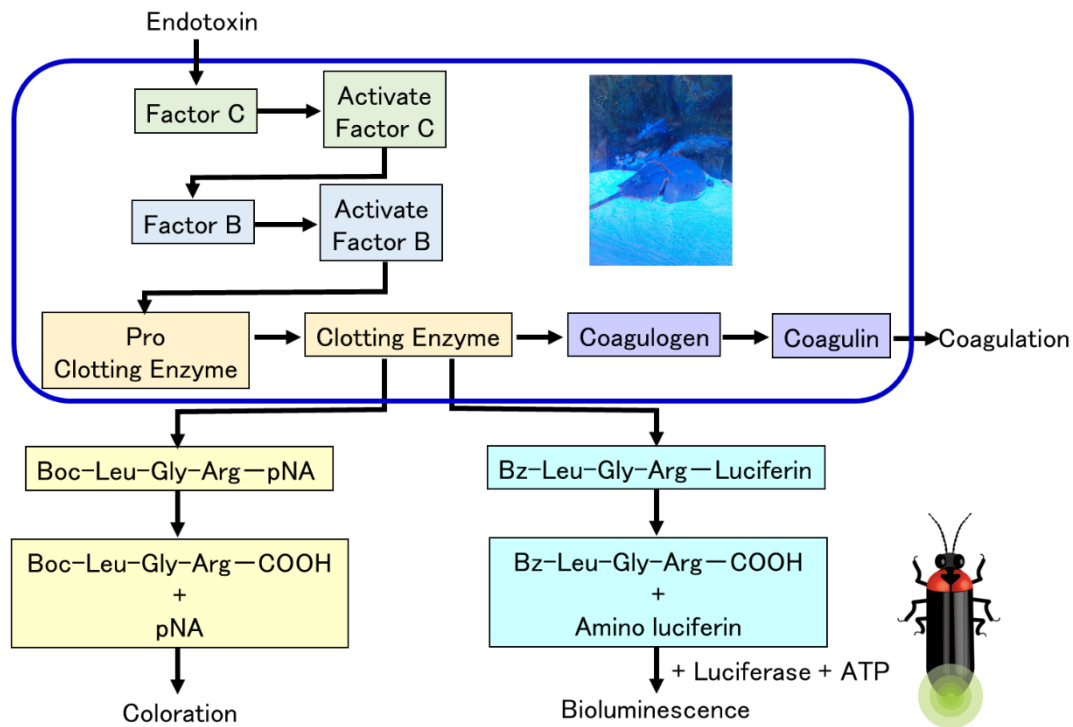 Endotoxin
Factor C
Activate
Factor C
Factor B
Activate
Factor B
Pro
Clotting Enzyme
Clotting Enzyme
Coagulogen
Coagulin
Coagulation
Boc-Leu-Gly-Arg—pNA
Bz-Leu-Gly-Arg—Luciferin
Boc-Leu-Gly-Arg—COOH
+
pNA
Bz-Leu-Gly-Arg—COOH
+
Amino luciferin
+ Luciferase + ATP
Coloration
Bioluminescence